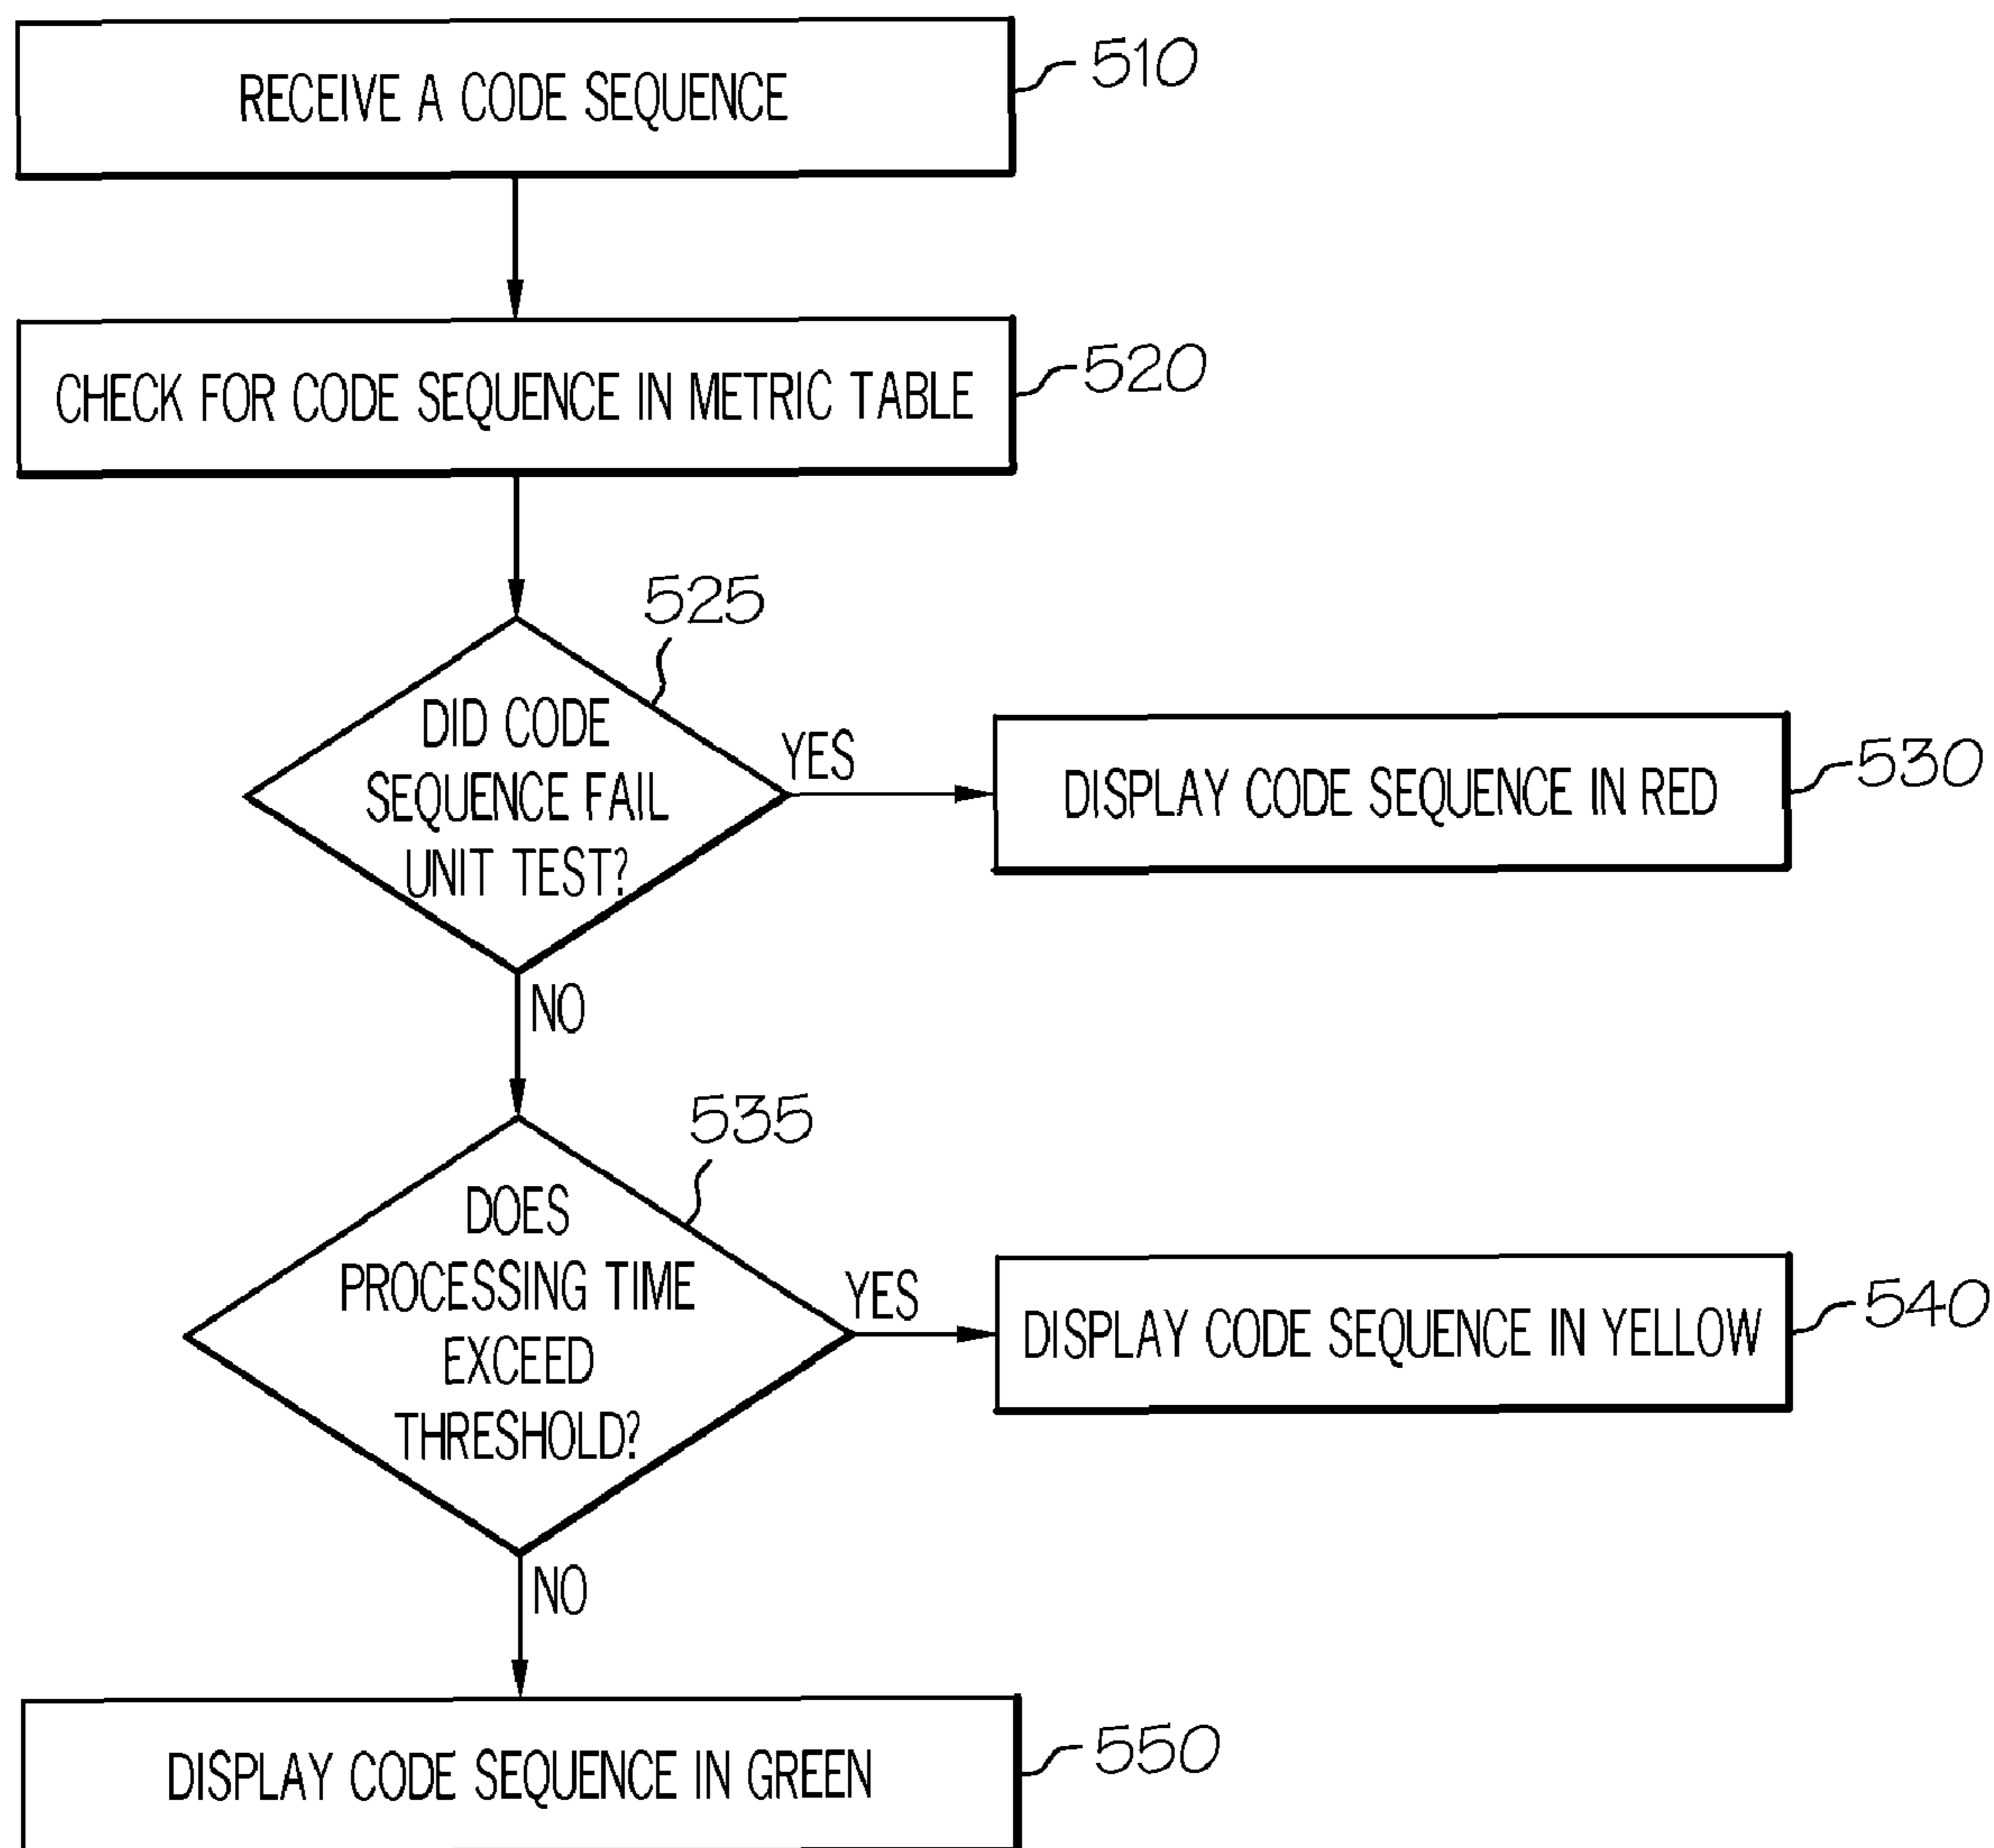 RECEIVE A CODE SEQUENCE
510
CHECK FOR CODE SEQUENCE IN METRIC TABLE
520
525
DID CODE
SEQUENCE FAIL
UNIT TEST?
YES
DISPLAY CODE SEQUENCE IN RED
530
NO
535
DOES
PROCESSING TIME
EXCEED
THRESHOLD?
YES
DISPLAY CODE SEQUENCE IN YELLOW
540
NO
DISPLAY CODE SEQUENCE IN GREEN
550